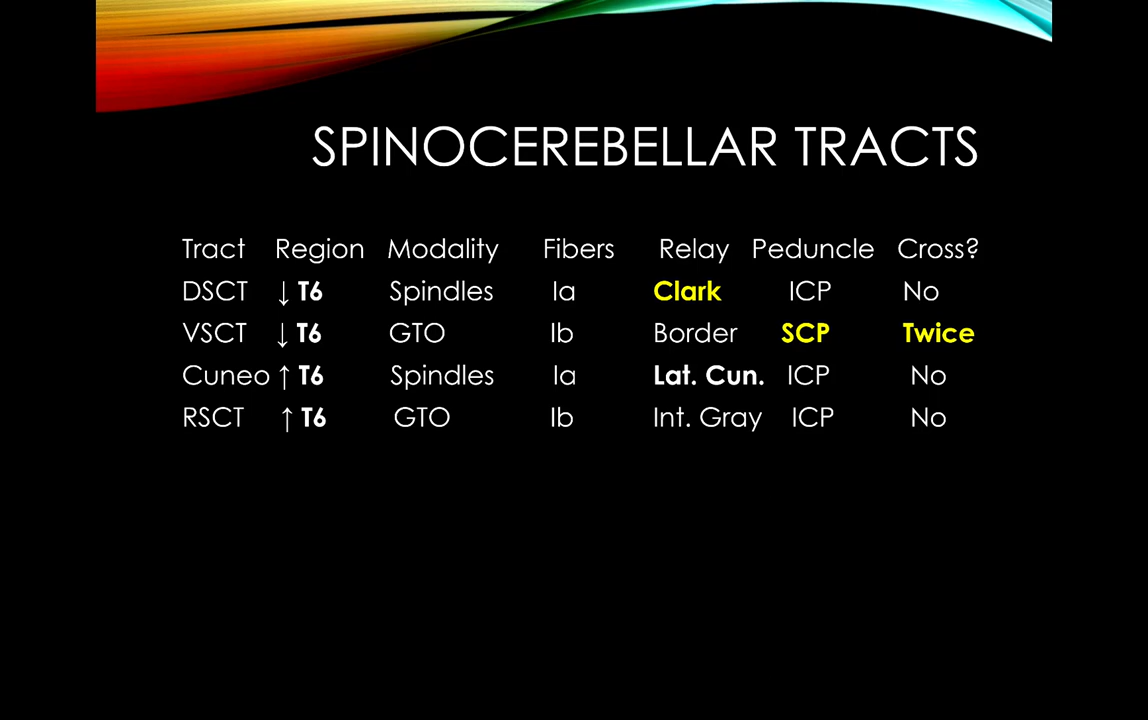 SPINOCEREBELLAR TRACTS
Tract Region Modality Fibers Relay Peduncle Cross?
DSCT ↓ T6 Spindles Ia Clark ICP No
VSCT ↓ T6 GTO Ib Border SCP Twice
Cuneo ↑ T6 Spindles Ia Lat. Cun. ICP No
RSCT ↑ T6 GTO Ib Int. Gray ICP No